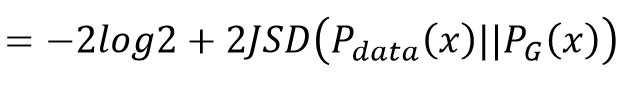 = −2log2 + 2JSD(P_data(x)||P_G(x))